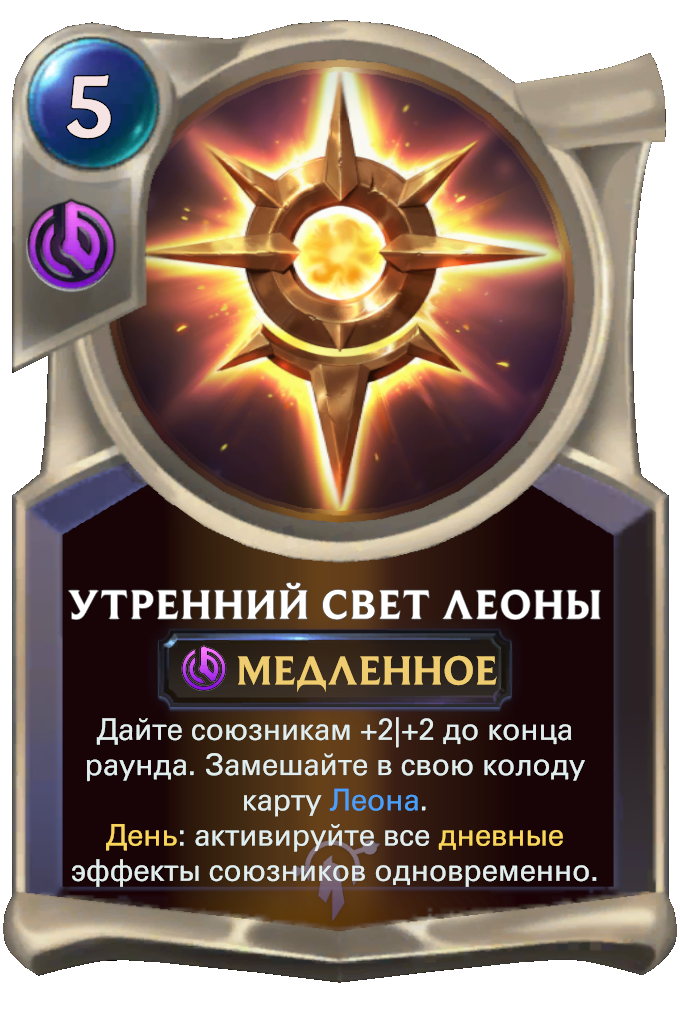 5
УТРЕННИЙ СВЕТ ЛЕОНЫ
МЕДЛЕННОЕ
Дайте союзникам +2|+2 до конца
раунда. Замешайте в свою колоду
карту Леона.
День: активируйте все дневные
эффекты союзников одновременно.